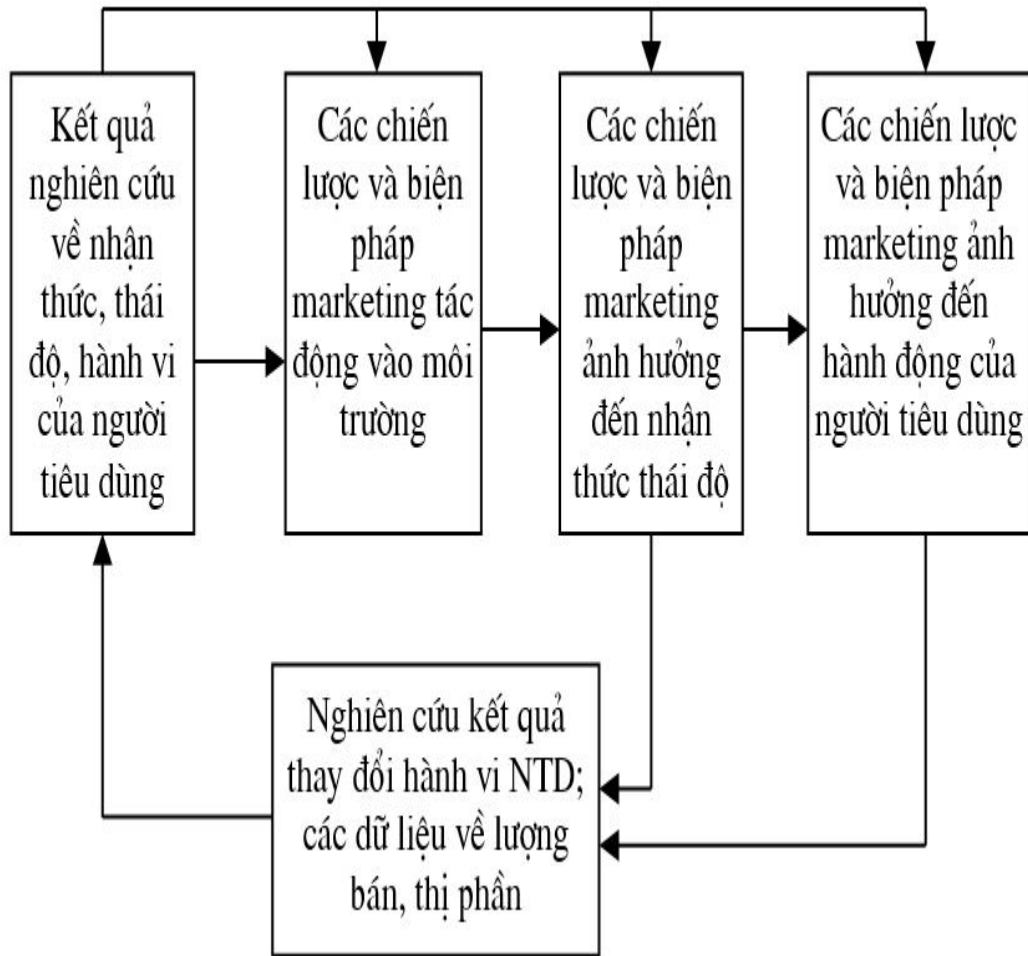 Kết quả
nghiên cứu
về nhận
thức, thái
độ, hành vi
của người
tiêu dùng
Các chiến
lược và biện
pháp
marketing tác
động vào môi
trường
Các chiến
lược và biện
pháp
marketing
ảnh hưởng
đến nhận
thức thái độ
Các chiến lược
và biện pháp
marketing ảnh
hưởng đến
hành động của
người tiêu dùng
Nghiên cứu kết quả
thay đổi hành vi NTD;
các dữ liệu về lượng
bán, thị phần